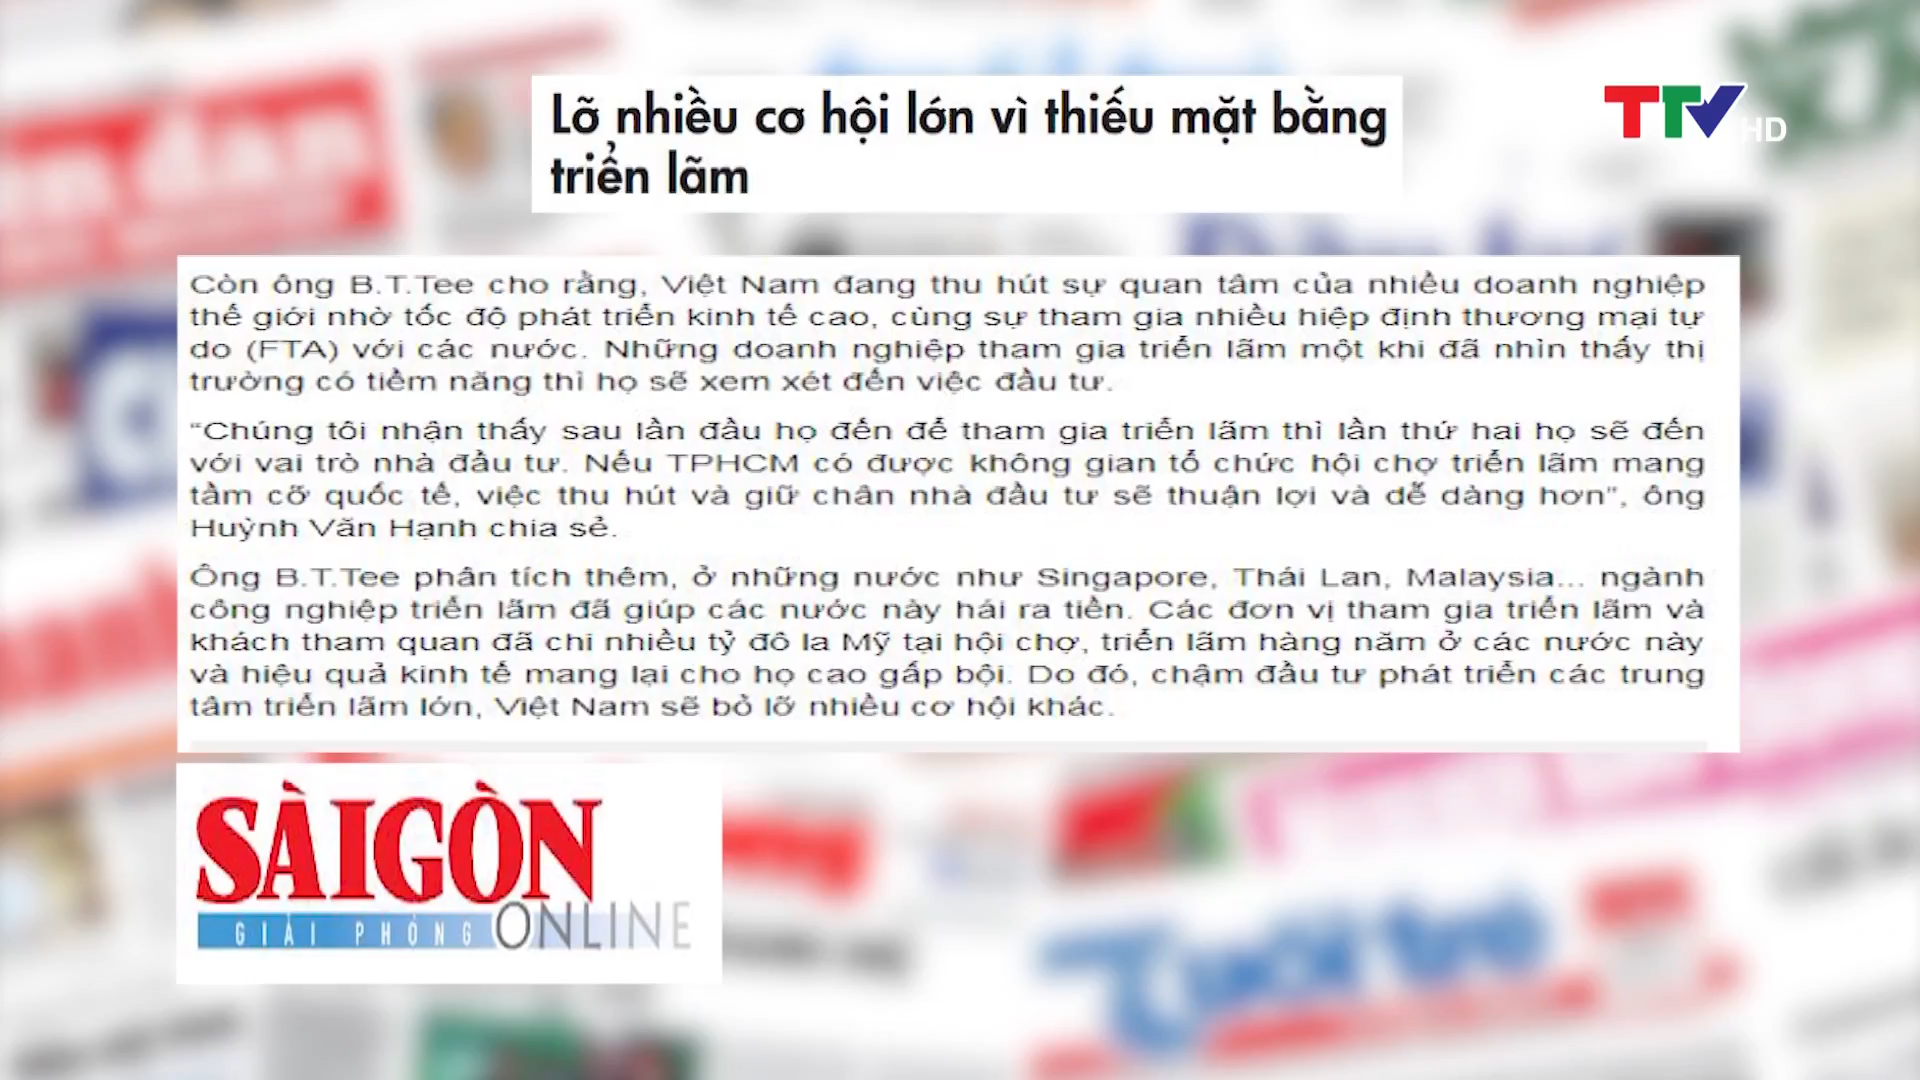 Lỡ nhiều cơ hội lớn vì thiếu mặt bằng
triển lãm
TTV HD
Còn ông B.T.Tee cho rằng, Việt Nam đang thu hút sự quan tâm của nhiều doanh nghiệp
thế giới nhờ tốc độ phát triển kinh tế cao, cùng sự tham gia nhiều hiệp định thương mại tự
do (FTA) với các nước. Những doanh nghiệp tham gia triển lãm một khi đã nhìn thấy thị
trường có tiềm năng thì họ sẽ xem xét đến việc đầu tư.
“Chúng tôi nhận thấy sau lần đầu họ đến để tham gia triển lãm thì lần thứ hai họ sẽ đến
với vai trò nhà đầu tư. Nếu TPHCM có được không gian tổ chức hội chợ triển lãm mang
tầm cỡ quốc tế, việc thu hút và giữ chân nhà đầu tư sẽ thuận lợi và dễ dàng hơn”, ông
Huỳnh Văn Hạnh chia sẻ.
Ông B.T.Tee phân tích thêm, ở những nước như Singapore, Thái Lan, Malaysia... ngành
công nghiệp triển lãm đã giúp các nước này hái ra tiền. Các đơn vị tham gia triển lãm và
khách tham quan đã chi nhiều tỷ đô la Mỹ tại hội chợ, triển lãm hàng năm ở các nước này
và hiệu quả kinh tế mang lại cho họ cao gấp bội. Do đó, chậm đầu tư phát triển các trung
tâm triển lãm lớn, Việt Nam sẽ bỏ lỡ nhiều cơ hội khác.
SÀI GÒN
GIẢI PHÓNG ONLINE
Tuổi trẻ